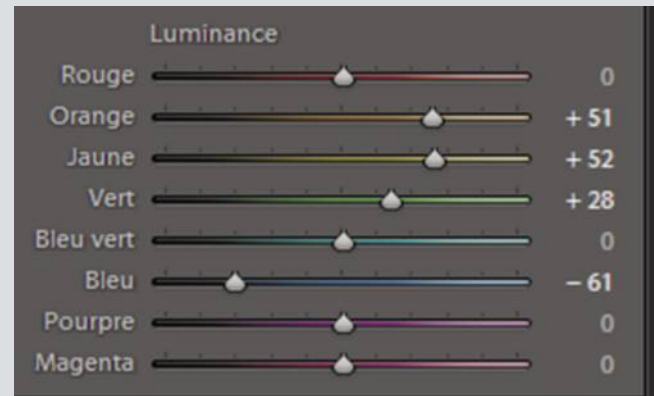 Luminance
Rouge 0
Orange + 51
Jaune + 52
Vert + 28
Bleu vert 0
Bleu – 61
Pourpre 0
Magenta 0